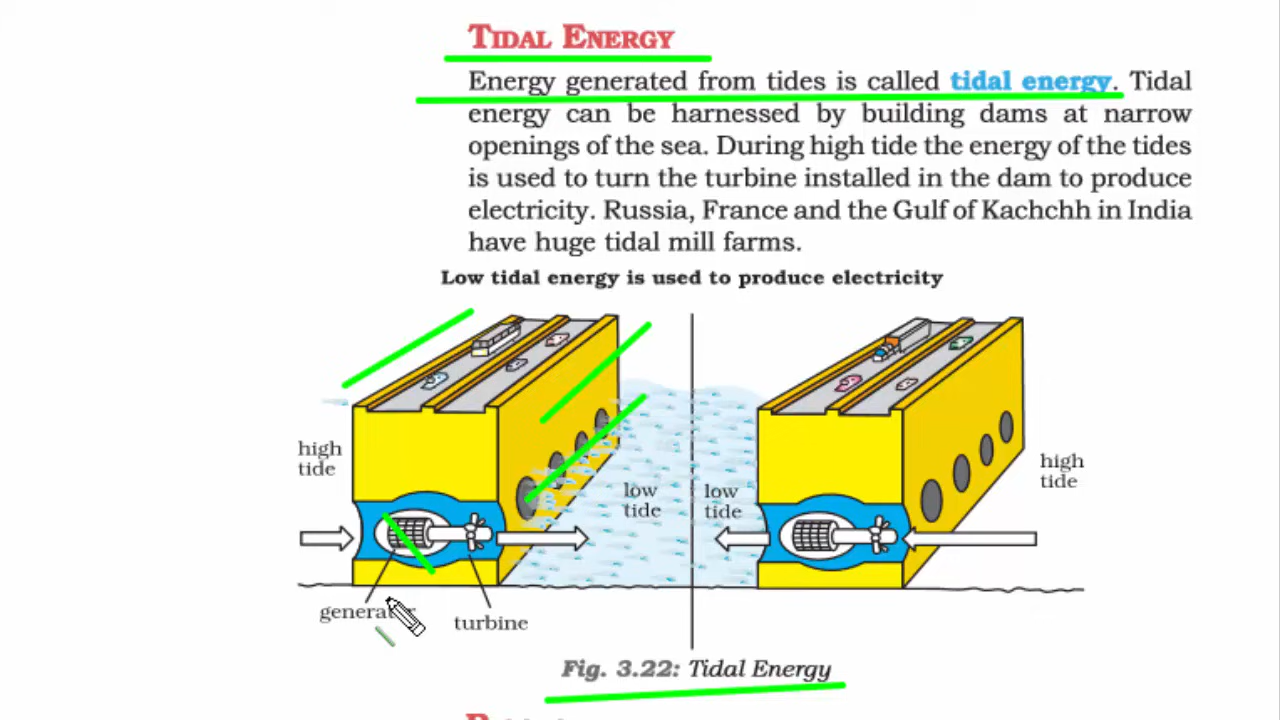 TIDAL ENERGY
Energy generated from tides is called tidal energy. Tidal
energy can be harnessed by building dams at narrow
openings of the sea. During high tide the energy of the tides
is used to turn the turbine installed in the dam to produce
electricity. Russia, France and the Gulf of Kachchh in India
have huge tidal mill farms.
Low tidal energy is used to produce electricity
high
tide
low
tide
low
tide
high
tide
generator
turbine
Fig. 3.22: Tidal Energy